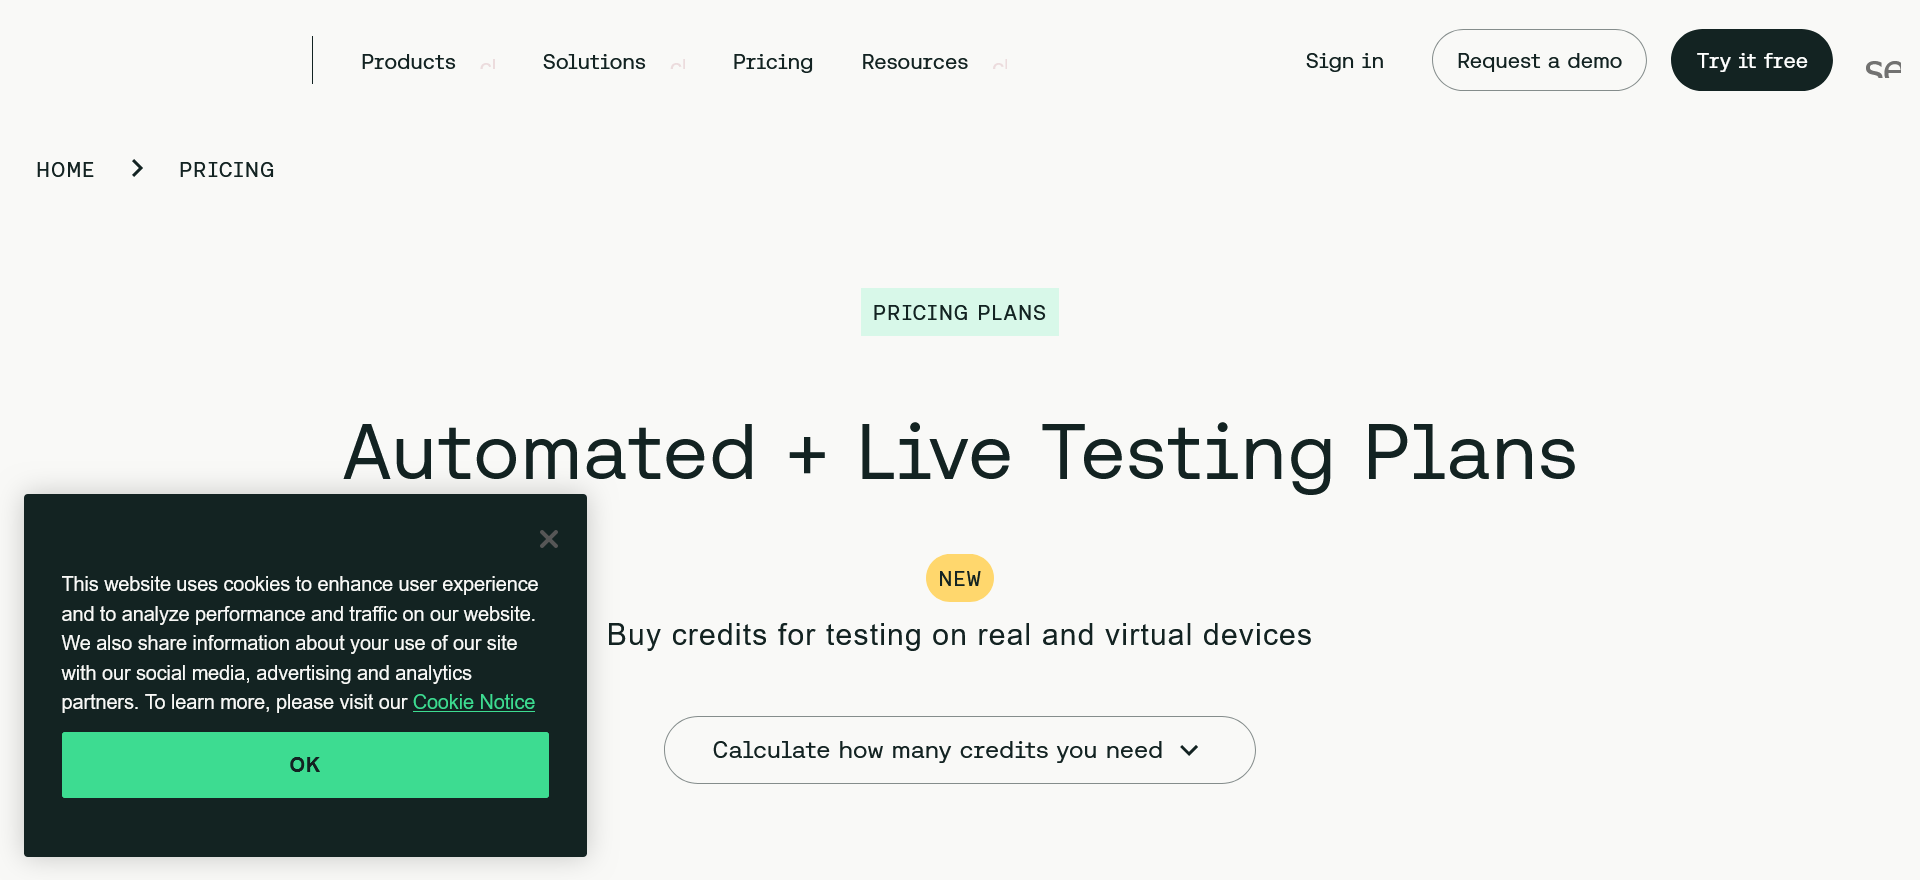 Products
Solutions
Pricing
Resources
Sign in
Request a demo
Try it free
HOME
PRICING
PRICING PLANS
Automated + Live Testing Plans
NEW
Buy credits for testing on real and virtual devices
Calculate how many credits you need
This website uses cookies to enhance user experience
and to analyze performance and traffic on our website.
We also share information about your use of our site
with our social media, advertising and analytics
partners. To learn more, please visit our Cookie Notice
OK